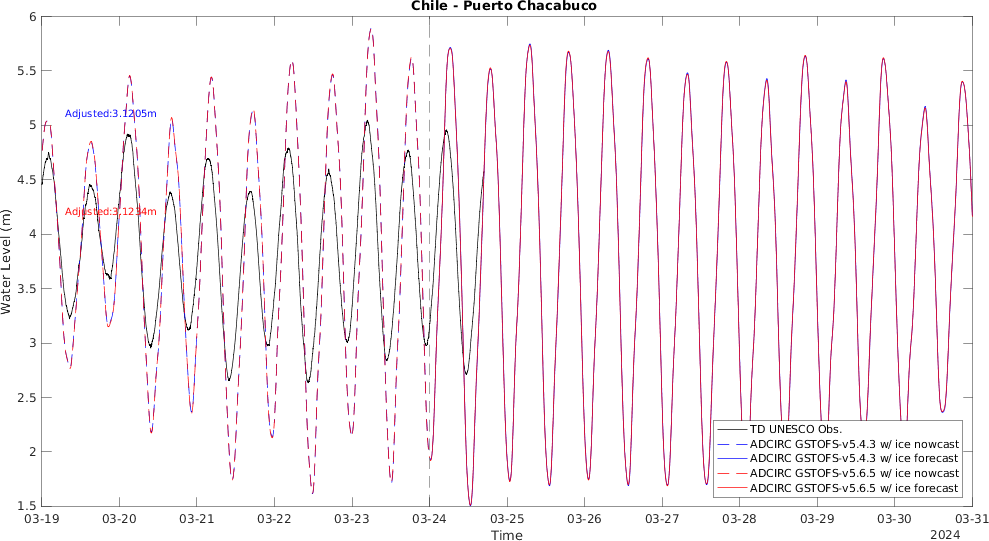 Chile - Puerto Chacabuco
6
5.5
5
4.5
4
3.5
3
2.5
2
1.5
Water Level (m)
Adjusted:3.1205m
Adjusted:3.1214m
TD UNESCO Obs.
ADCIRC GSTOFS-v5.4.3 w/ ice nowcast
ADCIRC GSTOFS-v5.4.3 w/ ice forecast
ADCIRC GSTOFS-v5.6.5 w/ ice nowcast
ADCIRC GSTOFS-v5.6.5 w/ ice forecast
03-19 03-20 03-21 03-22 03-23 03-24 03-25 03-26 03-27 03-28 03-29 03-30 03-31
Time
2024